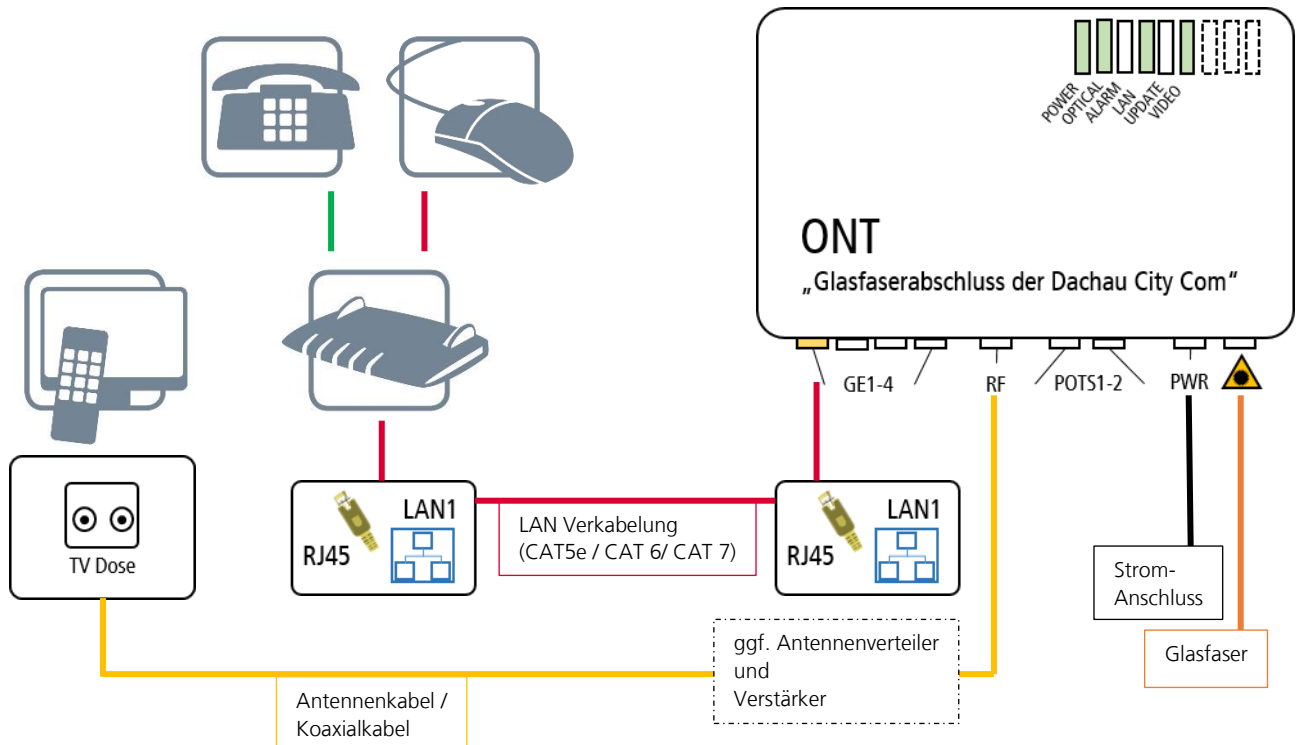 POWER
OPTICAL
ALARM
LAN
UPDATE
VIDEO
ONT
„Glasfaserabschluss der Dachau City Com“
GE1-4
RF
POTS1-2
PWR
TV Dose
LAN1
RJ45
LAN Verkabelung
(CAT5e / CAT 6/ CAT 7)
LAN1
RJ45
Strom-
Anschluss
Glasfaser
ggf. Antennenverteiler
und
Verstärker
Antennenkabel /
Koaxialkabel